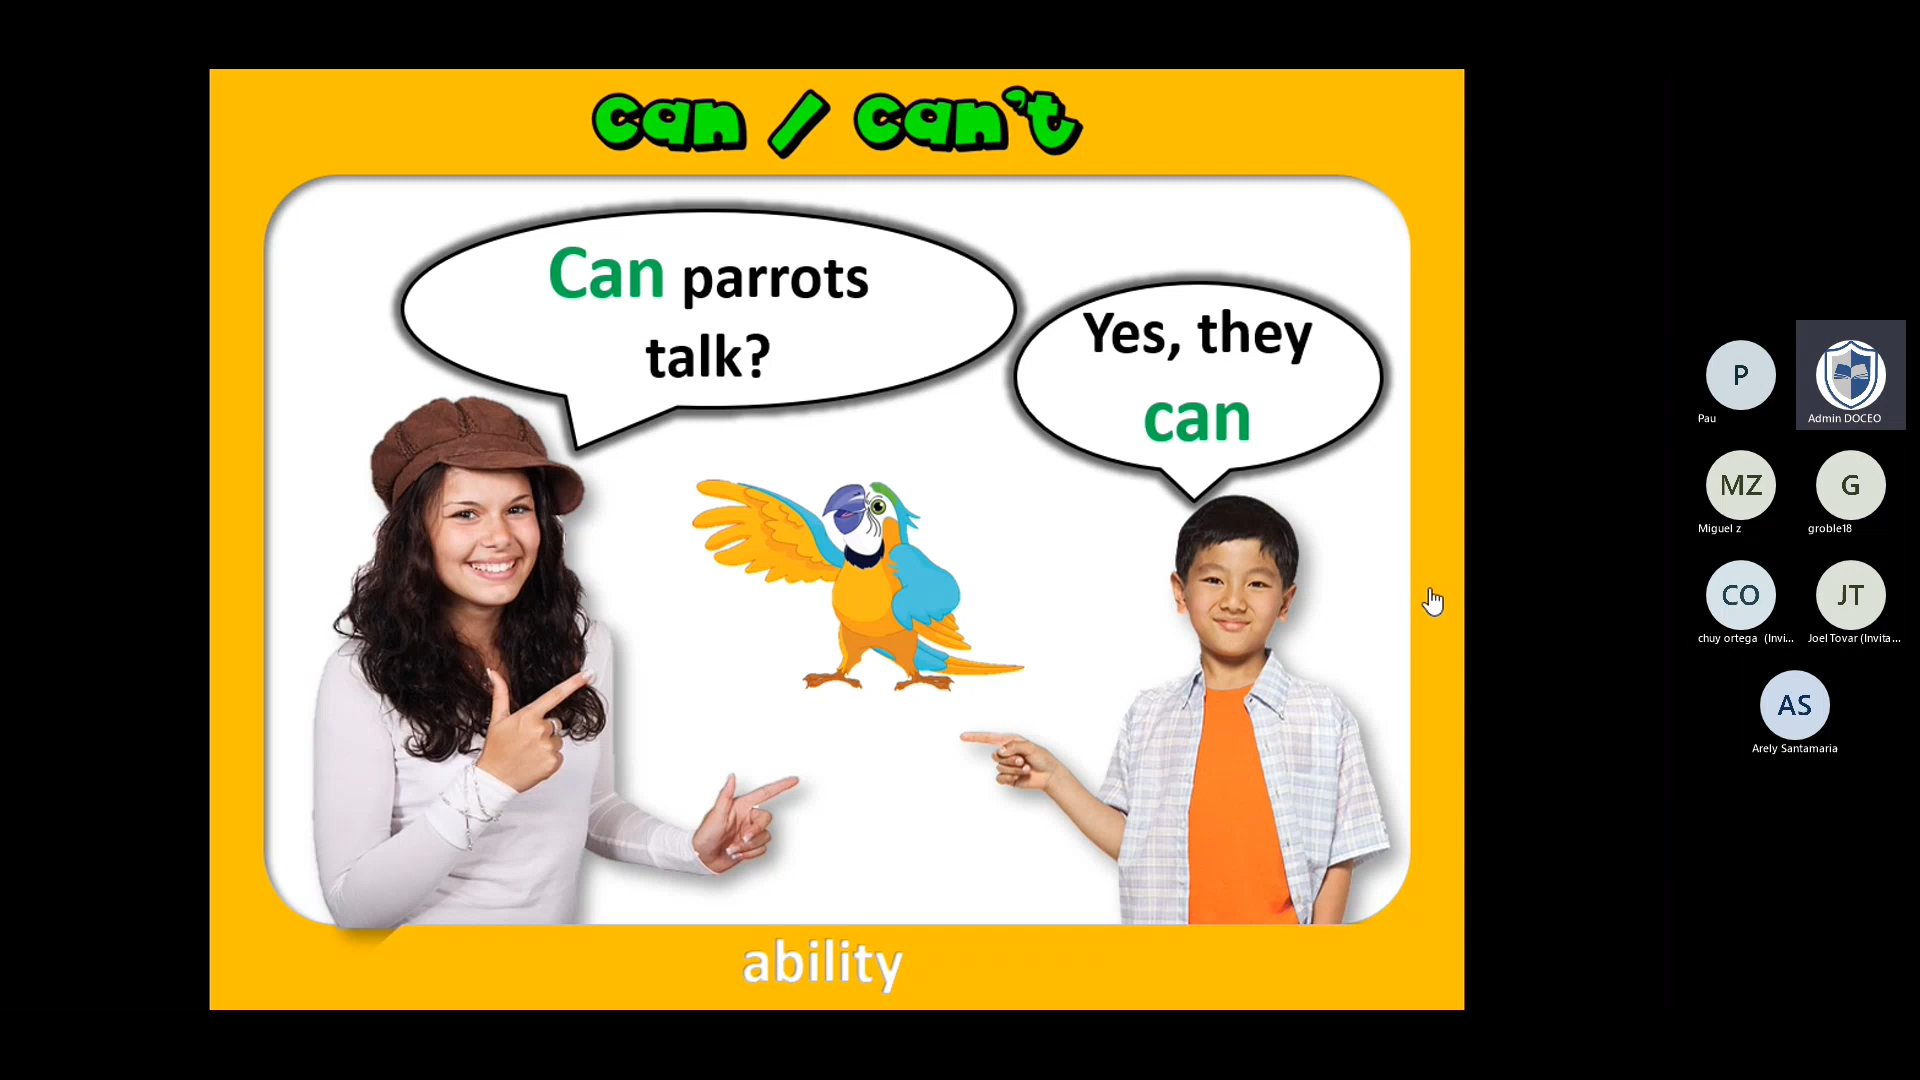 can / can't
Can parrots
talk?
Yes, they
can
ability
P
Pau
Admin DOCEO
MZ
Miguel z
G
groble18
CO
chuy ortega (Invi...
JT
Joel Tovar (Invita...
AS
Arely Santamaria